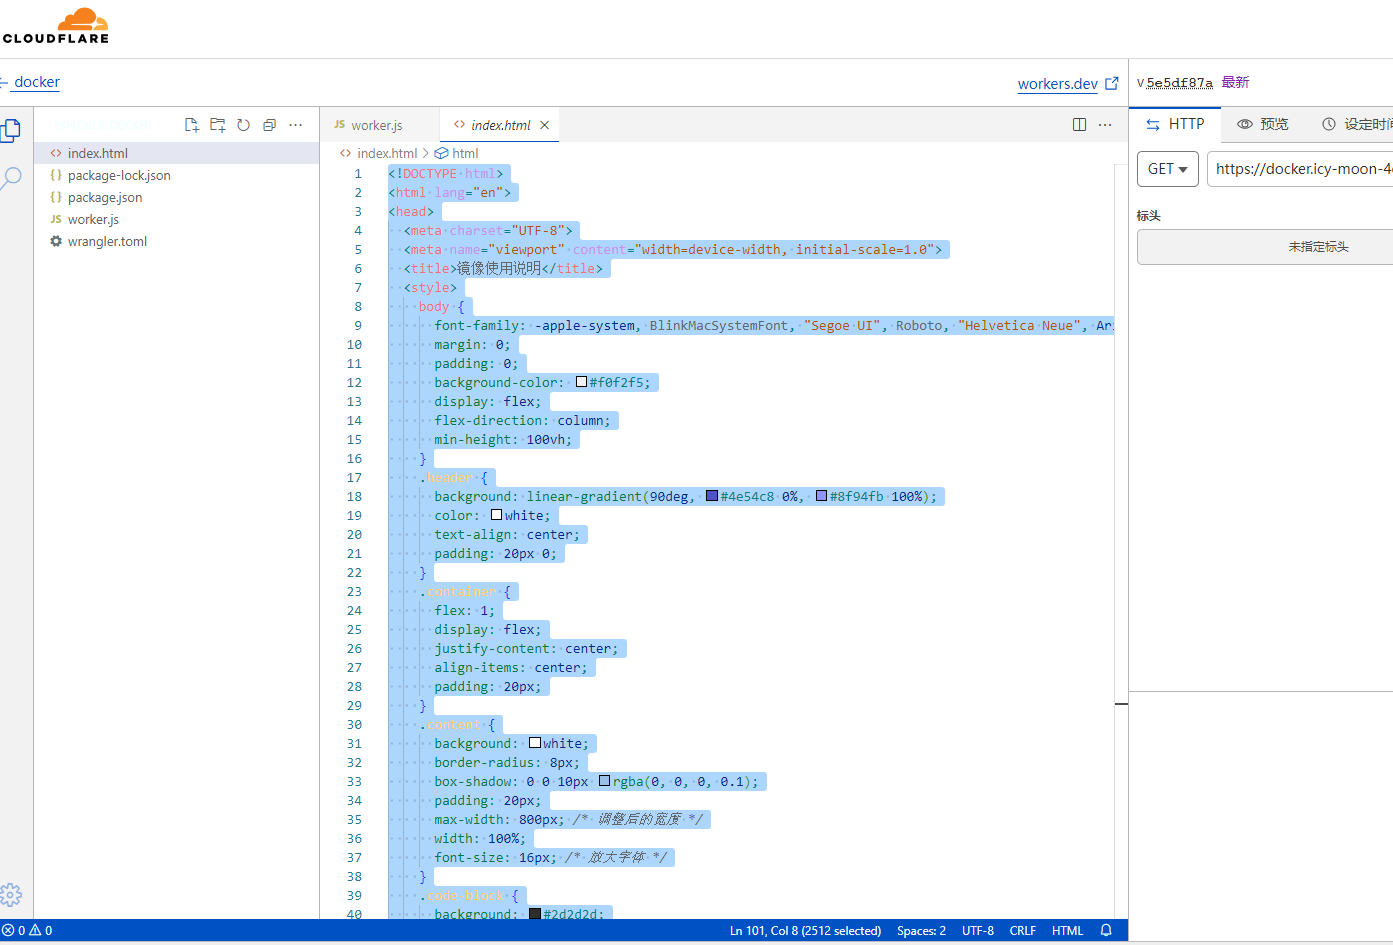 CLOUDFLARE
← docker
workers.dev
v5e5df87a 最新
index.html
package-lock.json
package.json
worker.js
wrangler.toml
JS worker.js
<> index.html ×
<> index.html > html
1 <!DOCTYPE html>
2 <html lang="en">
3 <head>
4 <meta charset="UTF-8">
5 <meta name="viewport" content="width=device-width, initial-scale=1.0">
6 <title>镜像使用说明</title>
7 <style>
8 body {
9 font-family: -apple-system, BlinkMacSystemFont, "Segoe UI", Roboto, "Helvetica Neue", Ar
10 margin: 0;
11 padding: 0;
12 background-color: #f0f2f5;
13 display: flex;
14 flex-direction: column;
15 min-height: 100vh;
16 }
17 .header {
18 background: linear-gradient(90deg, #4e54c8 0%, #8f94fb 100%);
19 color: white;
20 text-align: center;
21 padding: 20px 0;
22 }
23 .container {
24 flex: 1;
25 display: flex;
26 justify-content: center;
27 align-items: center;
28 padding: 20px;
29 }
30 .content {
31 background: white;
32 border-radius: 8px;
33 box-shadow: 0 0 10px rgba(0, 0, 0, 0.1);
34 padding: 20px;
35 max-width: 800px; /* 调整后的宽度 */
36 width: 100%;
37 font-size: 16px; /* 放大字体 */
38 }
39 .code-block {
40 background: #2d2d2d;
HTTP
预览
设定时间
GET
https://docker.icy-moon-4
标头
未指定标头
0 0
Ln 101, Col 8 (2512 selected)
Spaces: 2
UTF-8
CRLF
HTML